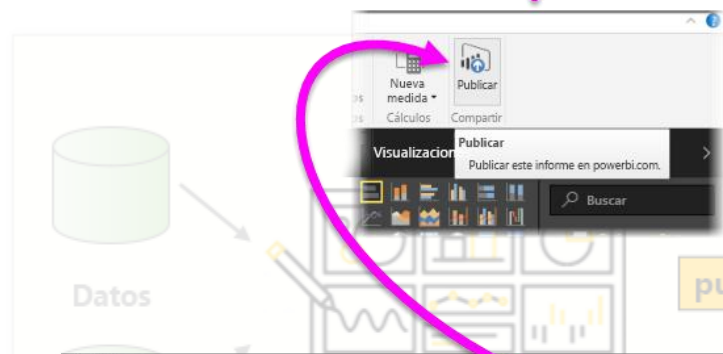 Nueva
medida
Publicar
Cálculos
Compartir
Publicar
Publicar este informe en powerbi.com.
Visualizacion
Buscar
Datos
pu